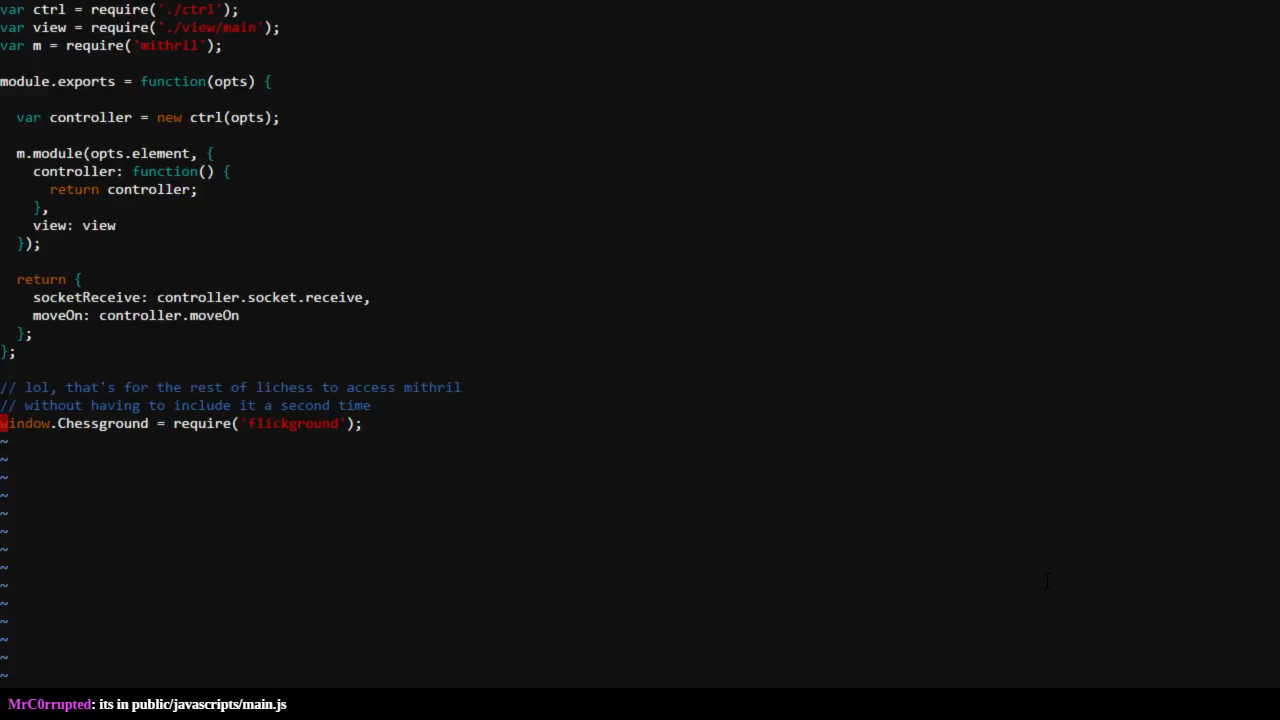 var ctrl = require('./ctrl');
var view = require('./view/main');
var m = require('mithril');
module.exports = function(opts) {
var controller = new ctrl(opts);
m.module(opts.element, {
controller: function() {
return controller;
},
view: view
});
return {
socketReceive: controller.socket.receive,
moveOn: controller.moveOn
};
};
// lol, that's for the rest of lichess to access mithril
// without having to include it a second time
window.Chessground = require('flickground');
~
~
~
~
~
~
~
~
~
~
~
~
~
~
MrC0rrupted: its in public/javascripts/main.js